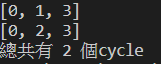 [0, 1, 3]
[0, 2, 3]
總共有 2 個cycle